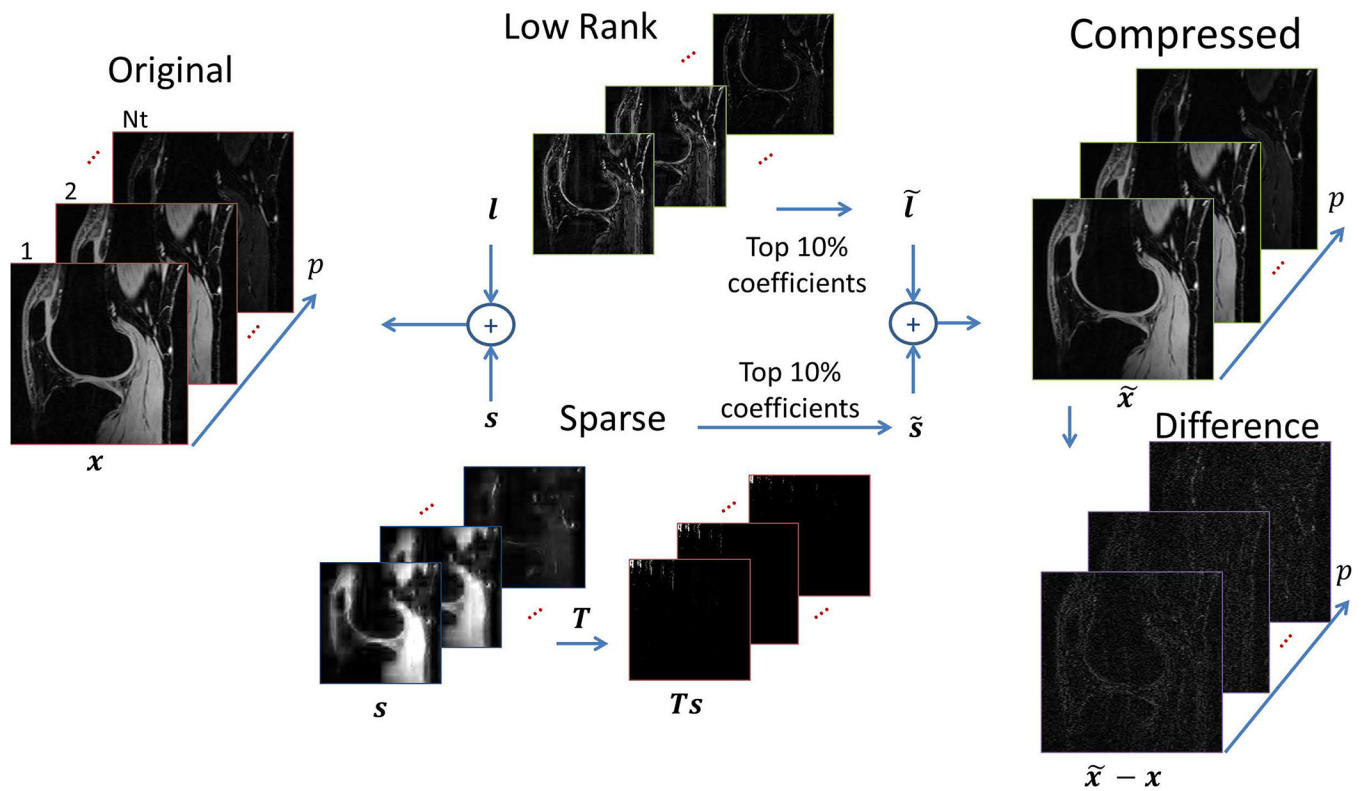 Low Rank
Compressed
Original
Nt
2
1
p
x
l
l̃
Top 10%
coefficients
+
+
s
Sparse
Top 10%
coefficients
s̃
p
x̃
Difference
T
s
Ts
p
x̃ − x